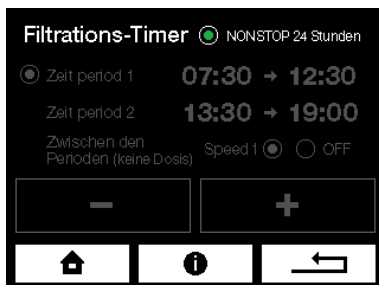 Filtrations-Timer NONSTOP 24 Stunden
Zeit period 1 07:30 → 12:30
Zeit period 2 13:30 → 19:00
Zwischen den
Perioden (keine Dosis) Speed 1 OFF
− +